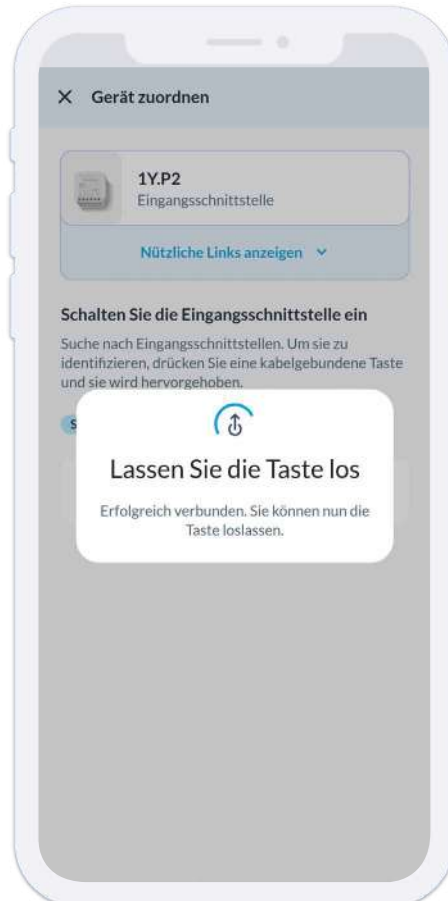 Gerät zuordnen
1Y.P2
Eingangsschnittstelle
Nützliche Links anzeigen
Schalten Sie die Eingangsschnittstelle ein
Suche nach Eingangsschnittstellen. Um sie zu
identifizieren, drücken Sie eine kabelgebundene Taste
und sie wird hervorgehoben.
Lassen Sie die Taste los
Erfolgreich verbunden. Sie können nun die
Taste loslassen.